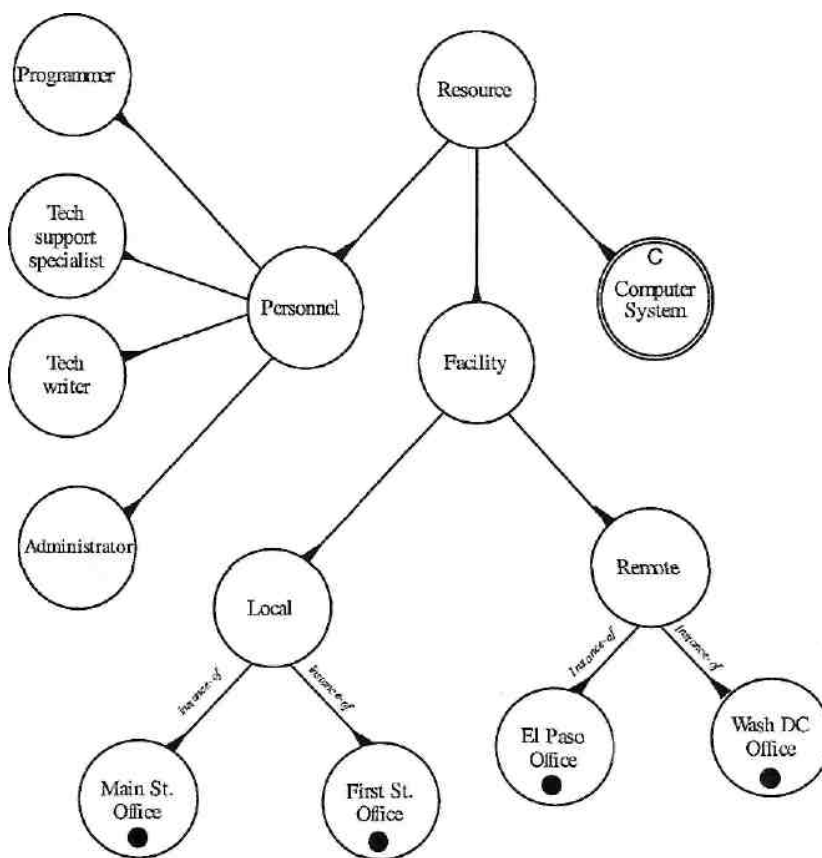 Programmer
Resource
Tech
support
specialist
C
Computer
System
Personnel
Tech
writer
Facility
Administrator
Remote
Local
Instance-of
Instance-of
Instance-of
Instance-of
El Paso
Office
Wash DC
Office
Main St.
Office
First St.
Office